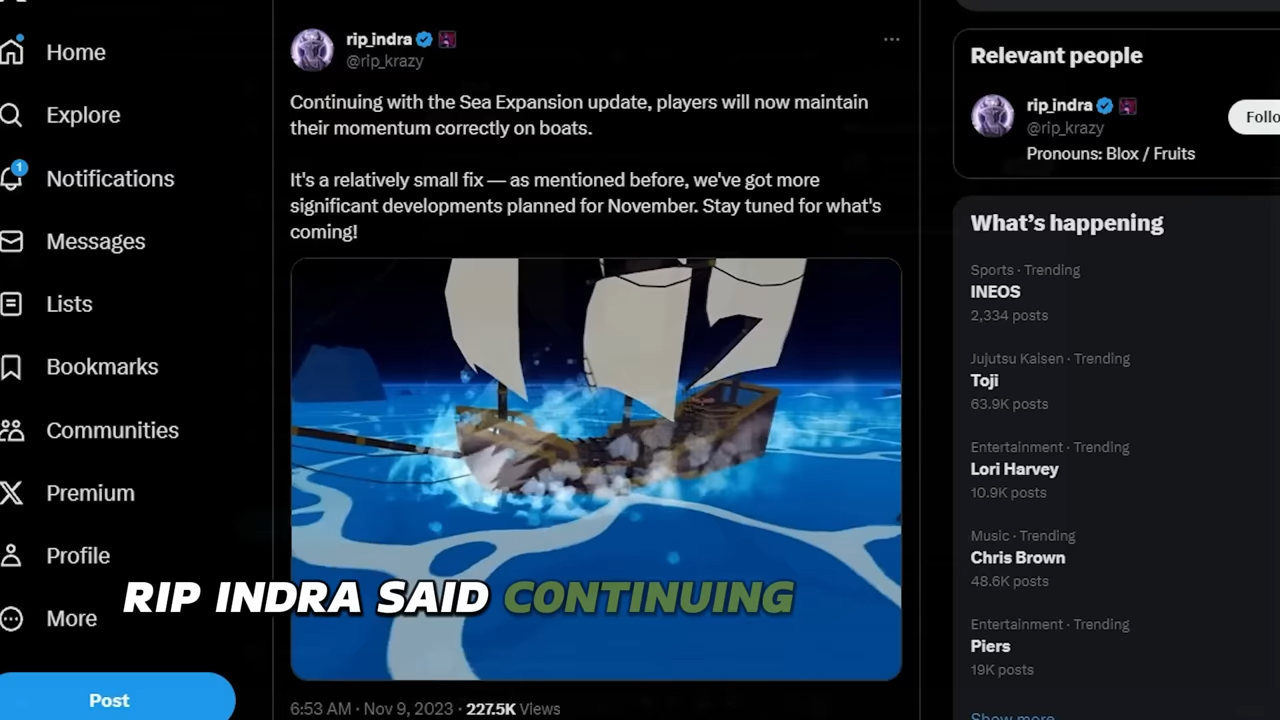 Home
Explore
1
Notifications
Messages
Lists
Bookmarks
Communities
Premium
Profile
More
Post
rip_indra
@rip_krazy
Continuing with the Sea Expansion update, players will now maintain
their momentum correctly on boats.
It's a relatively small fix — as mentioned before, we've got more
significant developments planned for November. Stay tuned for what's
coming!
RIP INDRA SAID CONTINUING
6:53 AM · Nov 9, 2023 · 227.5K Views
Relevant people
rip_indra
@rip_krazy
Follo
Pronouns: Blox / Fruits
What's happening
Sports · Trending
INEOS
2,334 posts
Jujutsu Kaisen · Trending
Toji
63.9K posts
Entertainment · Trending
Lori Harvey
10.9K posts
Music · Trending
Chris Brown
48.6K posts
Entertainment · Trending
Piers
19K posts
Show more